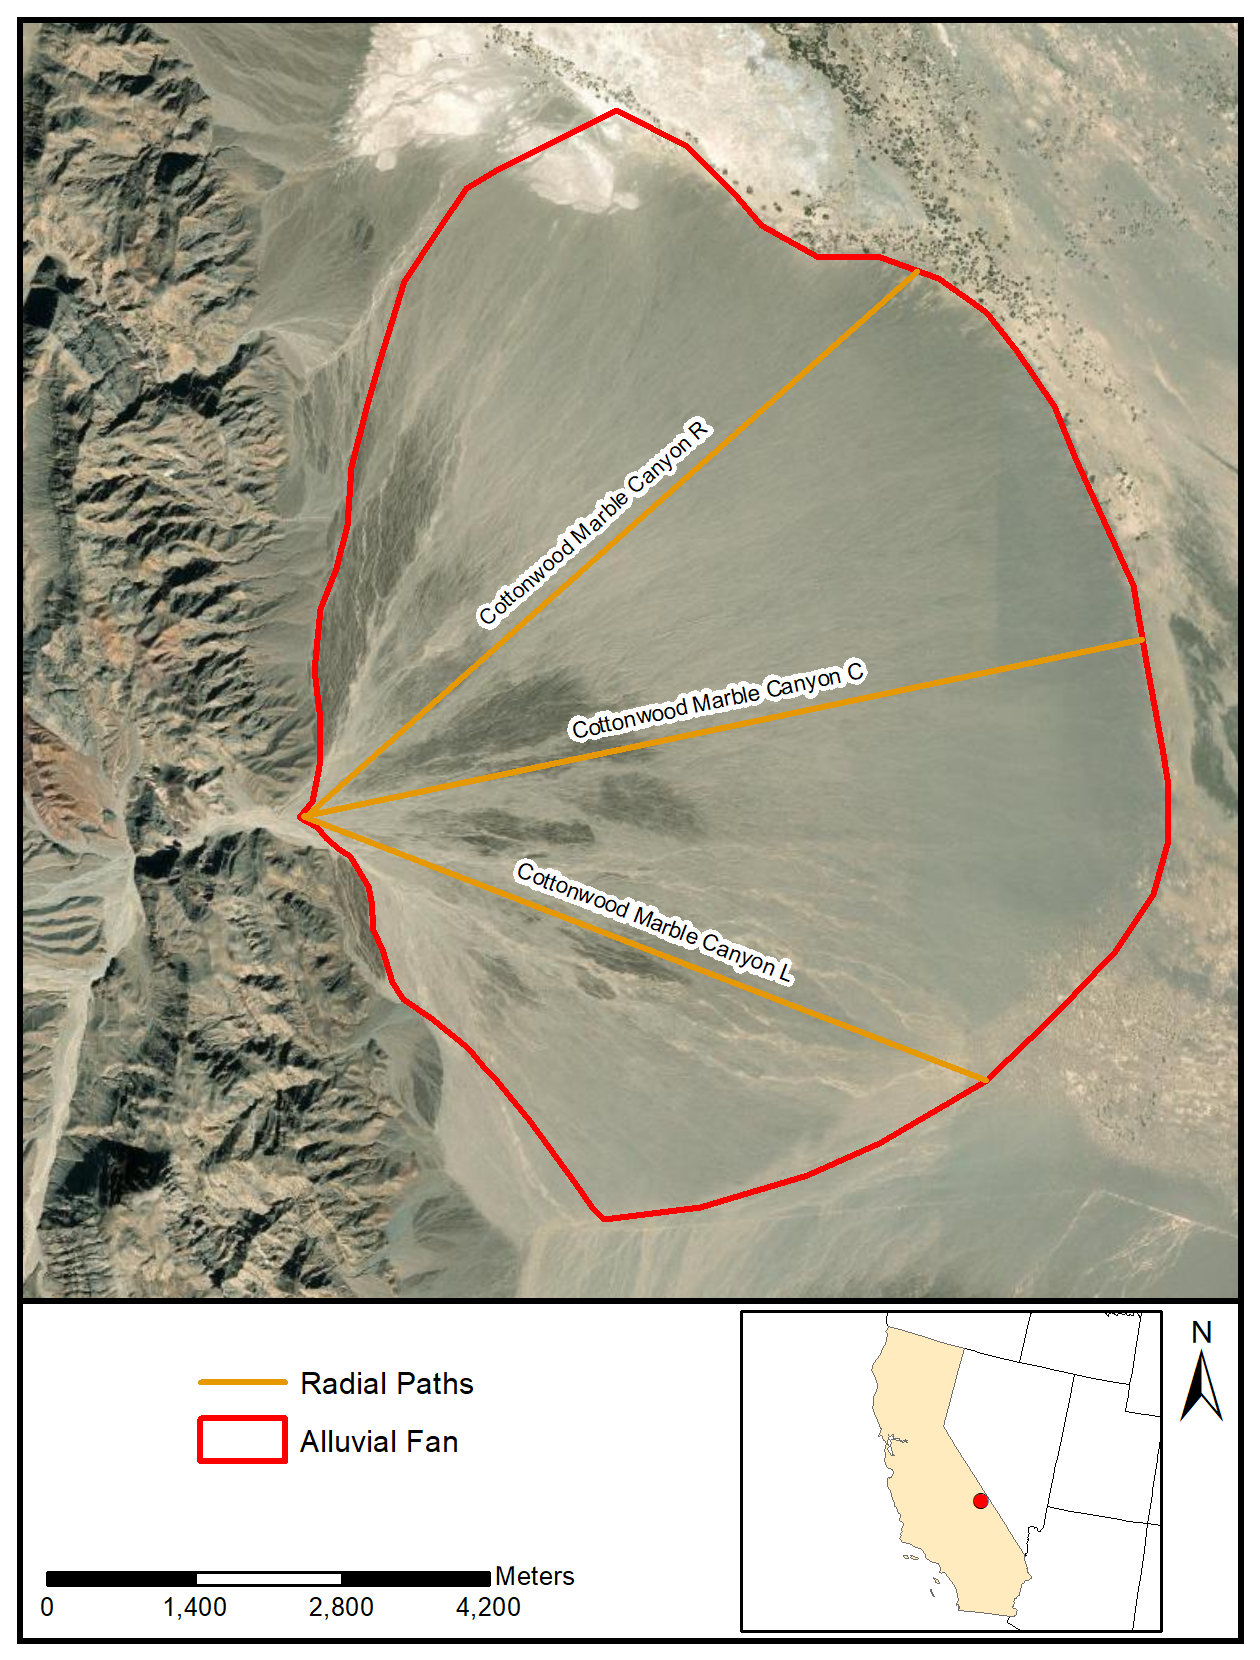 Cottonwood Marble Canyon R
Cottonwood Marble Canyon C
Cottonwood Marble Canyon L
Radial Paths
Alluvial Fan
N
Meters
0 1,400 2,800 4,200